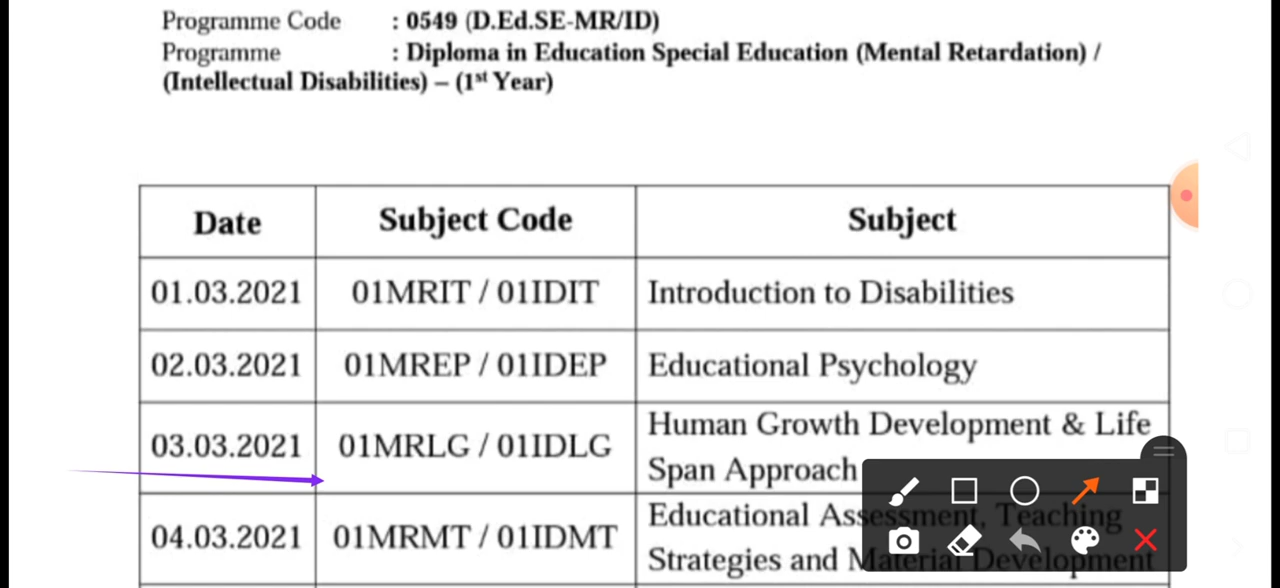 Programme Code : 0549 (D.Ed.SE-MR/ID)
Programme : Diploma in Education Special Education (Mental Retardation) /
(Intellectual Disabilities) – (1st Year)
Date Subject Code Subject
01.03.2021 01MRIT / 01IDIT Introduction to Disabilities
02.03.2021 01MREP / 01IDEP Educational Psychology
03.03.2021 01MRLG / 01IDLG Human Growth Development & Life
Span Approach
04.03.2021 01MRMT / 01IDMT Educational Assessment, Teaching
Strategies and Material Development